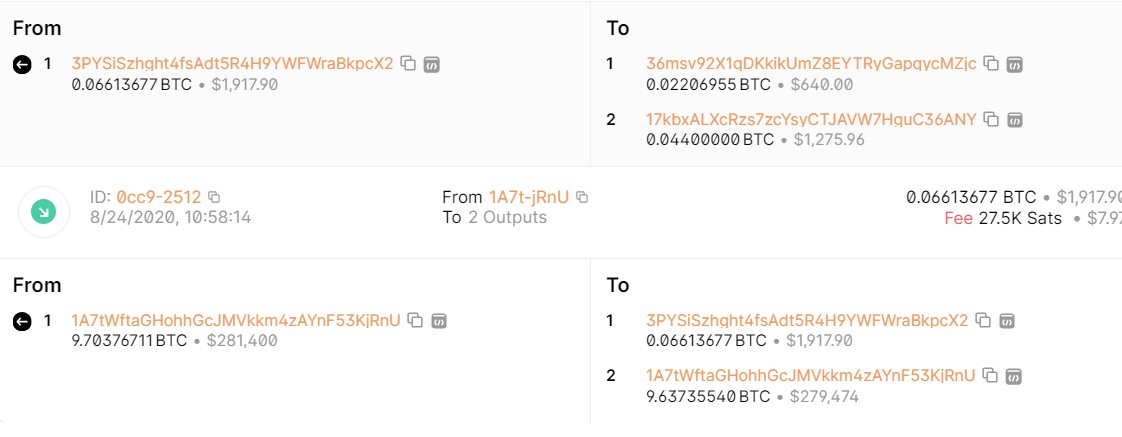 From
To
1 3PYSiSzhght4fsAdt5R4H9YWFWraBkpcX2
0.06613677 BTC • $1,917.90
1 36msv92X1qDKkikUmZ8EYTRyGapqycMZjc
0.02206955 BTC • $640.00
2 17kbxALXcRzs7zcYsyCTJAVW7HguC36ANY
0.04400000 BTC • $1,275.96
ID: 0cc9-2512
8/24/2020, 10:58:14
From 1A7t-jRnU
To 2 Outputs
0.06613677 BTC • $1,917.90
Fee 27.5K Sats • $7.97
From
To
1 1A7tWftaGHohhGcJMVkkm4zAYnF53KjRnU
9.70376711 BTC • $281,400
1 3PYSiSzhght4fsAdt5R4H9YWFWraBkpcX2
0.06613677 BTC • $1,917.90
2 1A7tWftaGHohhGcJMVkkm4zAYnF53KjRnU
9.63735540 BTC • $279,474